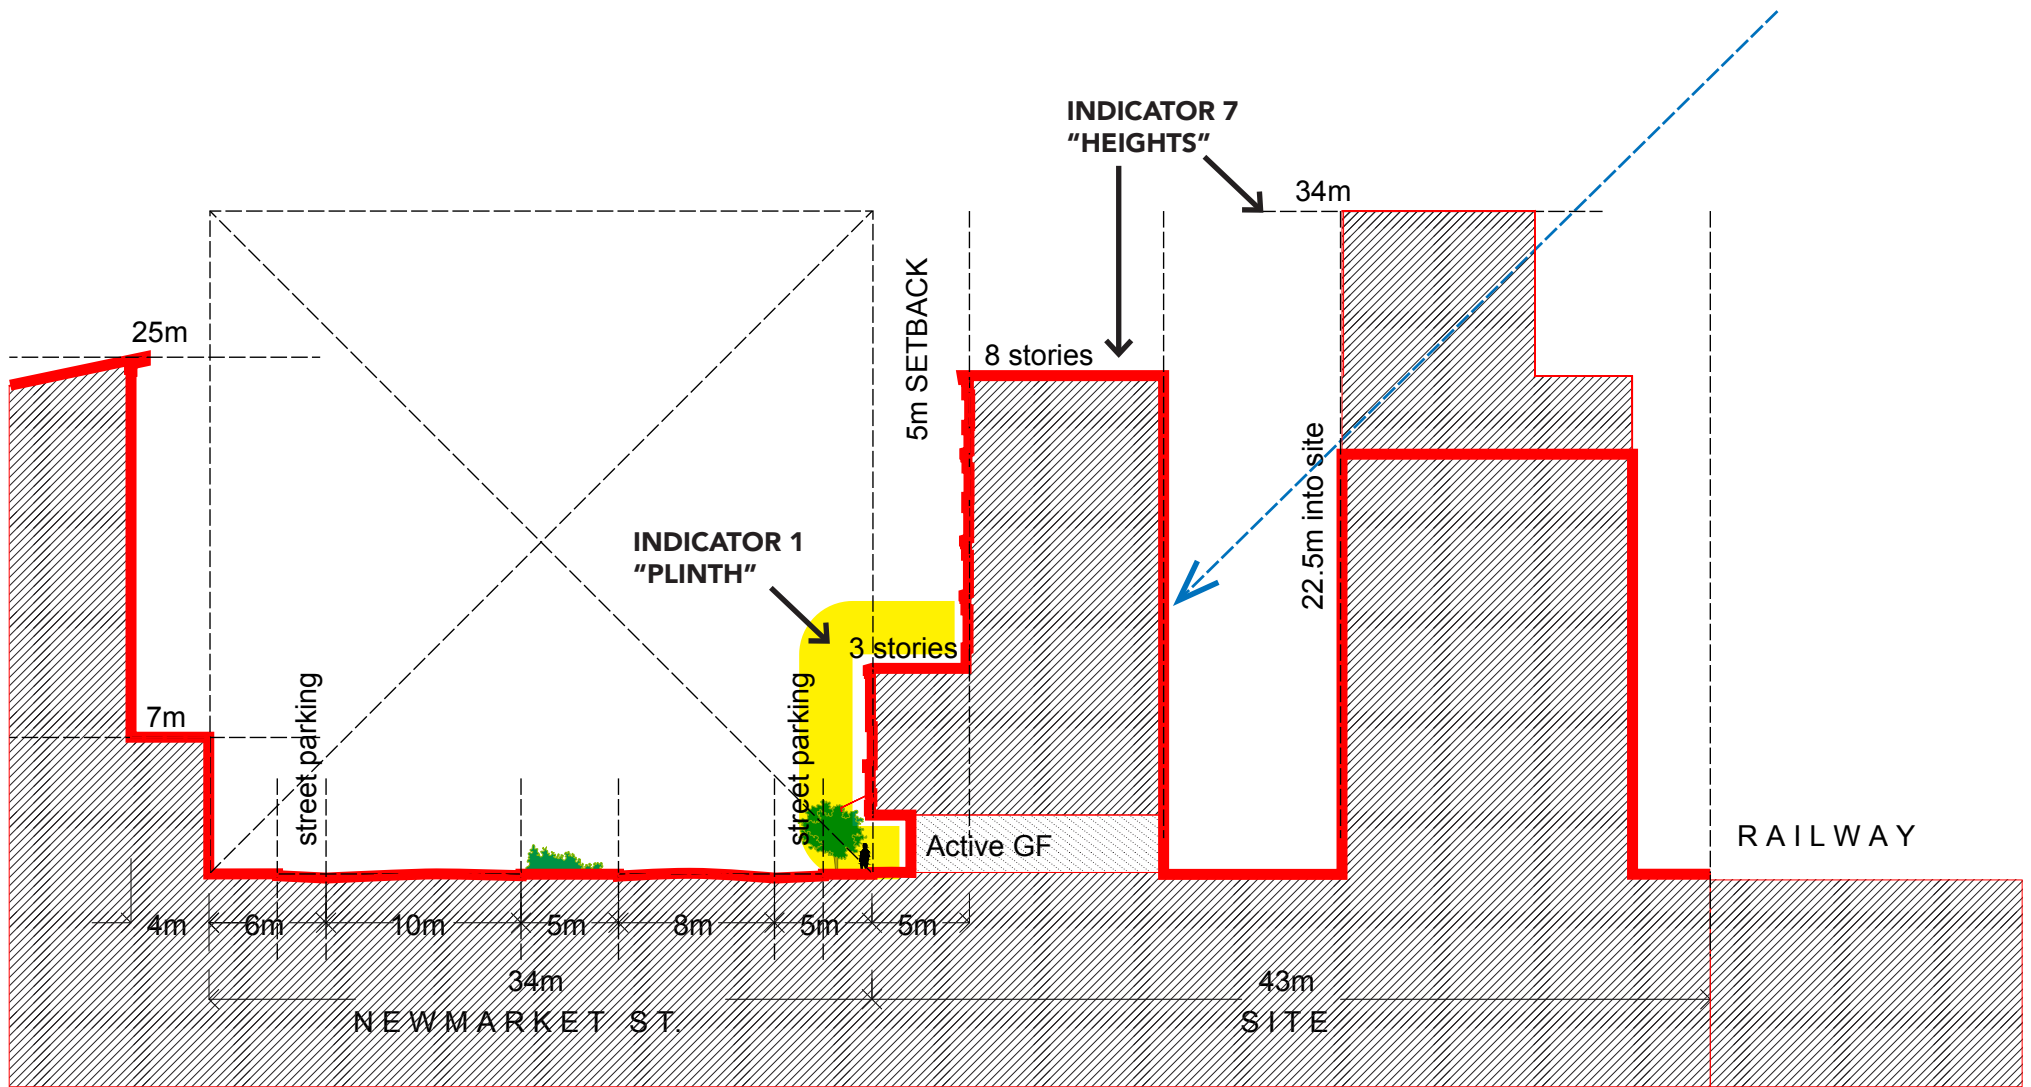 INDICATOR 7
“HEIGHTS”
34m
5m SETBACK
25m
8 stories
22.5m into site
INDICATOR 1
“PLINTH”
3 stories
street parking
street parking
7m
Active GF
RAILWAY
4m
6m
10m
5m
8m
5m
5m
34m
43m
NEWMARKET ST.
SITE